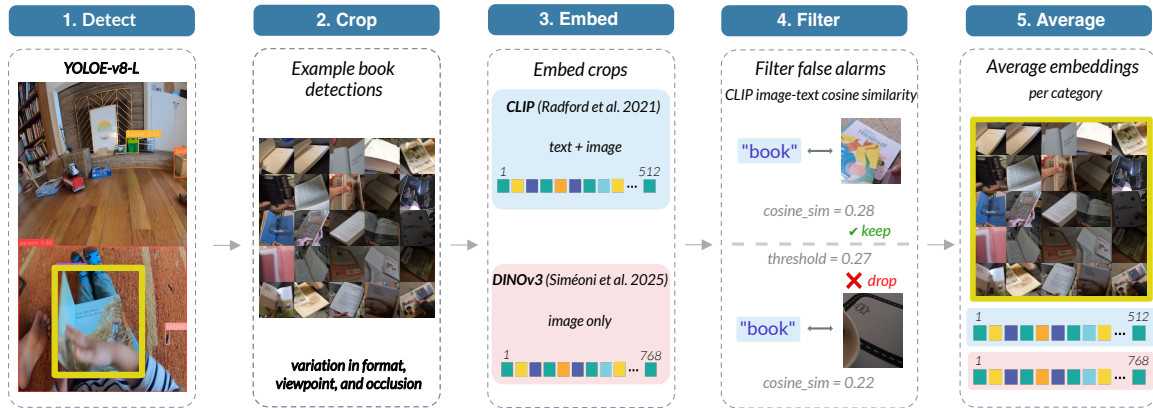 1. Detect
YOLOE-v8-L
person 0.86
2. Crop
Example book
detections
variation in format,
viewpoint, and occlusion
3. Embed
Embed crops
CLIP (Radford et al. 2021)
text + image
1 512
...
DINOv3 (Siméoni et al. 2025)
image only
1 768
...
4. Filter
Filter false alarms
CLIP image-text cosine similarity
"book"
cosine_sim = 0.28
✔ keep
threshold = 0.27
❌ drop
"book"
cosine_sim = 0.22
5. Average
Average embeddings
per category
1 512
...
1 768
...